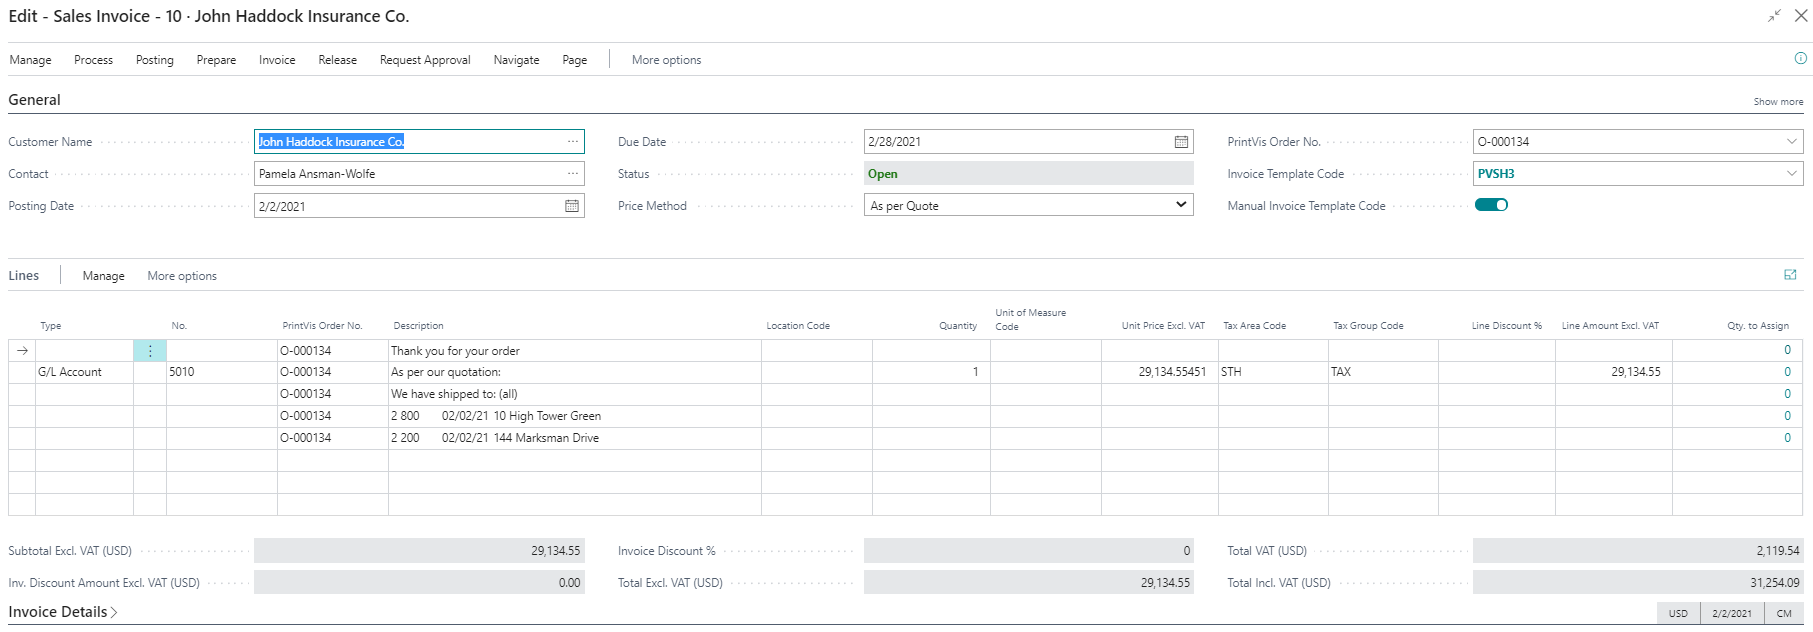 Edit - Sales Invoice - 10 · John Haddock Insurance Co.
Manage Process Posting Prepare Invoice Release Request Approval Navigate Page More options
General Show more
Customer Name John Haddock Insurance Co. Due Date 2/28/2021 PrintVis Order No. O-000134
Contact Pamela Ansman-Wolfe Status Open Invoice Template Code PVSH3
Posting Date 2/2/2021 Price Method As per Quote Manual Invoice Template Code
Lines Manage More options
Type No. PrintVis Order No. Description Location Code Quantity Unit of Measure Code Unit Price Excl. VAT Tax Area Code Tax Group Code Line Discount % Line Amount Excl. VAT Qty. to Assign
O-000134 Thank you for your order 0
G/L Account 5010 O-000134 As per our quotation: 1 29,134.55451 STH TAX 29,134.55 0
O-000134 We have shipped to: (all) 0
O-000134 2 800 02/02/21 10 High Tower Green 0
O-000134 2 200 02/02/21 144 Marksman Drive 0
Subtotal Excl. VAT (USD) 29,134.55 Invoice Discount % 0 Total VAT (USD) 2,119.54
Inv. Discount Amount Excl. VAT (USD) 0.00 Total Excl. VAT (USD) 29,134.55 Total Incl. VAT (USD) 31,254.09
Invoice Details USD 2/2/2021 CM